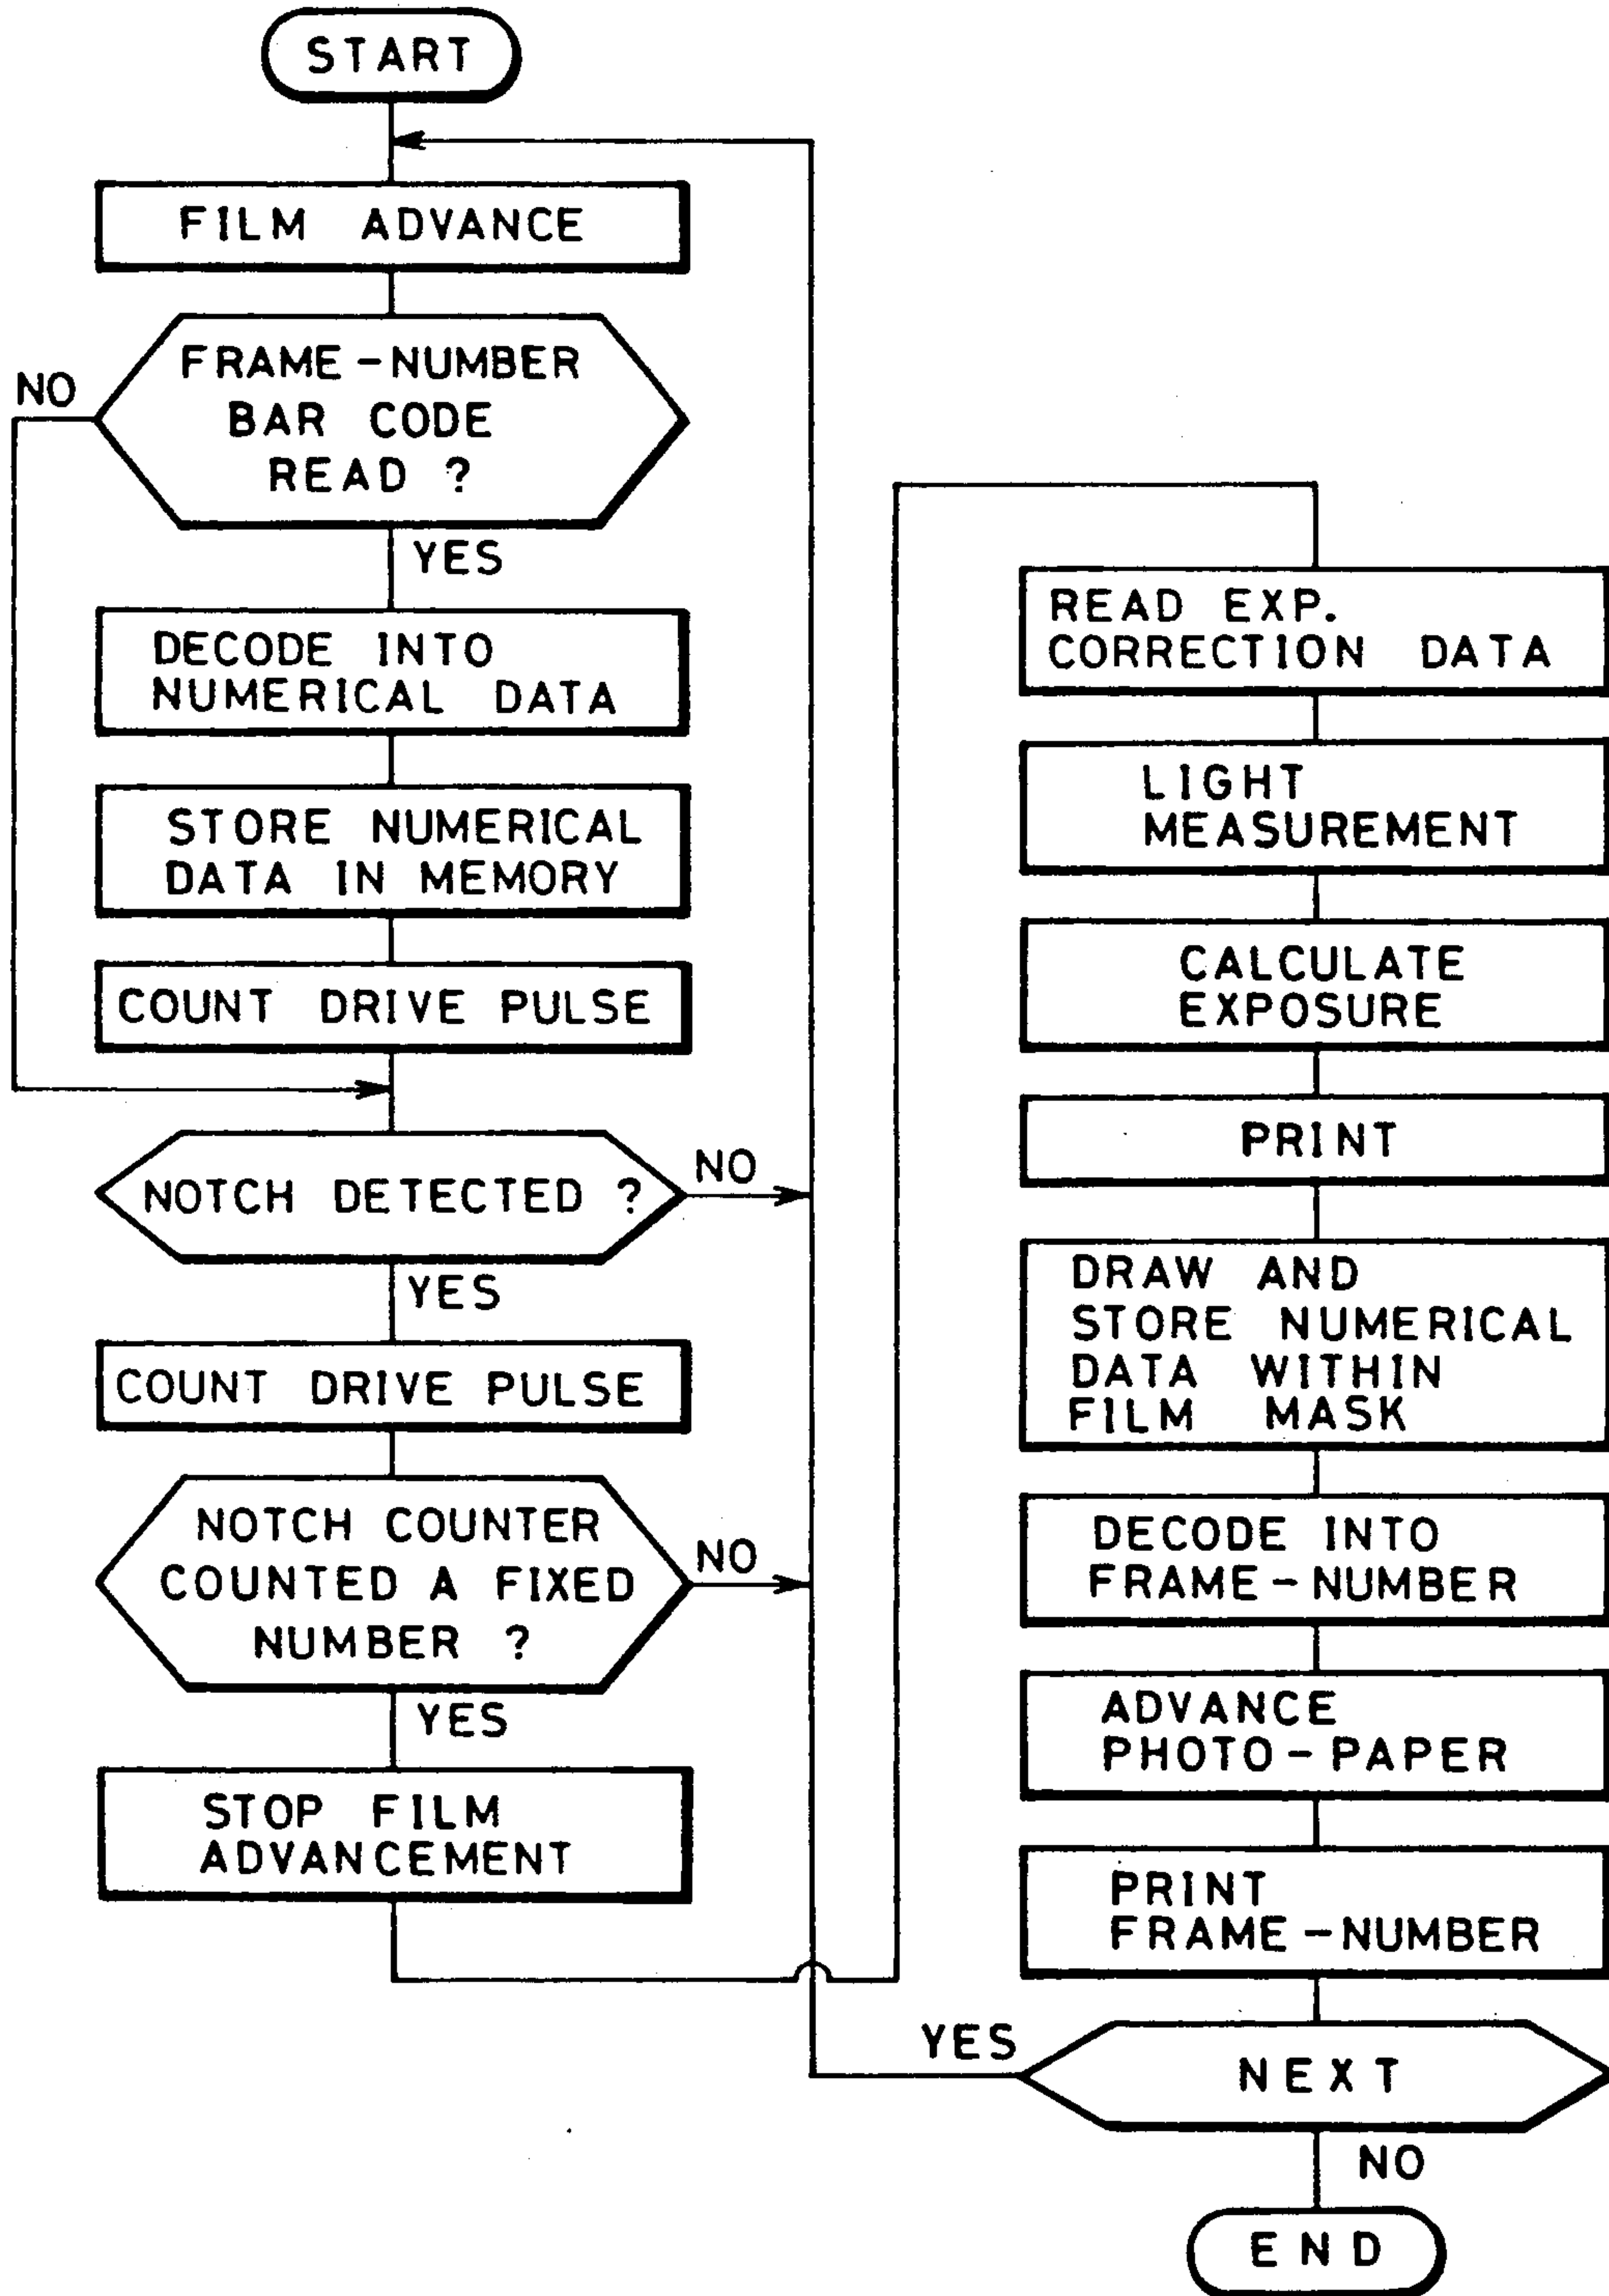 START
FILM ADVANCE
FRAME-NUMBER
BAR CODE
READ ?
NO
YES
DECODE INTO
NUMERICAL DATA
STORE NUMERICAL
DATA IN MEMORY
COUNT DRIVE PULSE
NOTCH DETECTED ?
NO
YES
COUNT DRIVE PULSE
NOTCH COUNTER
COUNTED A FIXED
NUMBER ?
NO
YES
STOP FILM
ADVANCEMENT
READ EXP.
CORRECTION DATA
LIGHT
MEASUREMENT
CALCULATE
EXPOSURE
PRINT
DRAW AND
STORE NUMERICAL
DATA WITHIN
FILM MASK
DECODE INTO
FRAME-NUMBER
ADVANCE
PHOTO-PAPER
PRINT
FRAME-NUMBER
YES
NEXT
NO
END